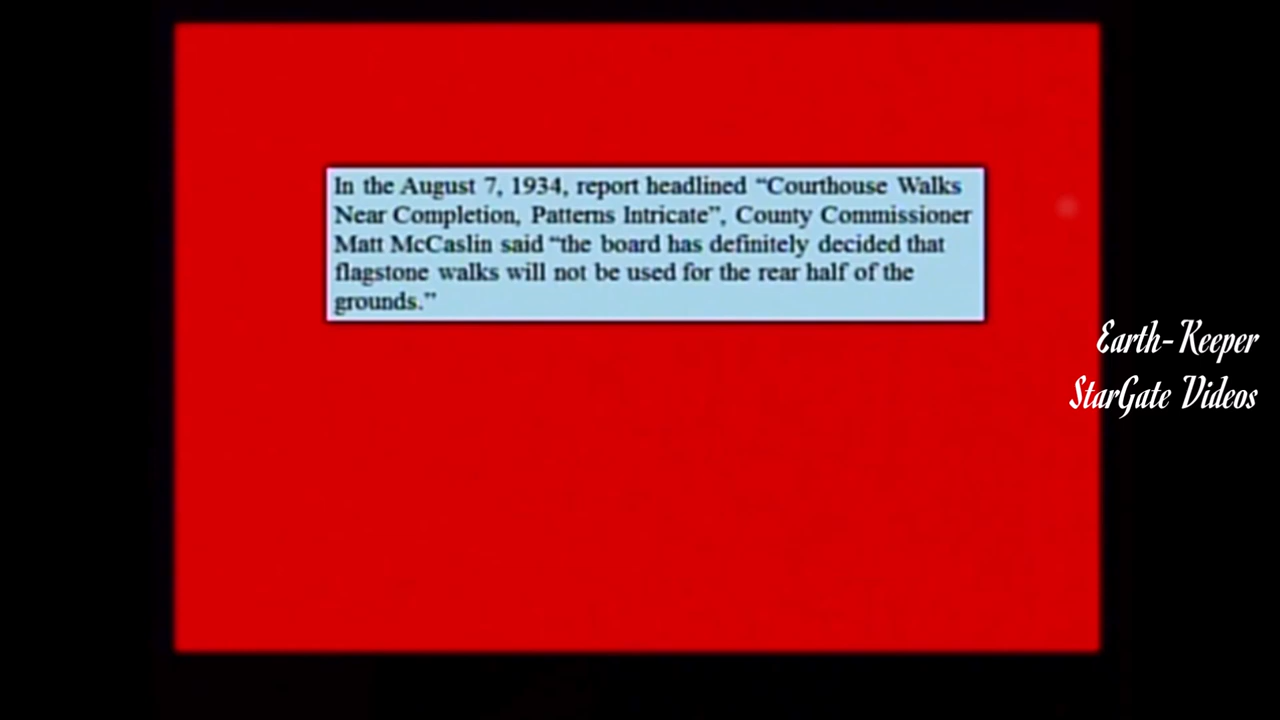 In the August 7, 1934, report headlined “Courthouse Walks
Near Completion, Patterns Intricate”, County Commissioner
Matt McCaslin said “the board has definitely decided that
flagstone walks will not be used for the rear half of the
grounds.”
Earth-Keeper
StarGate Videos